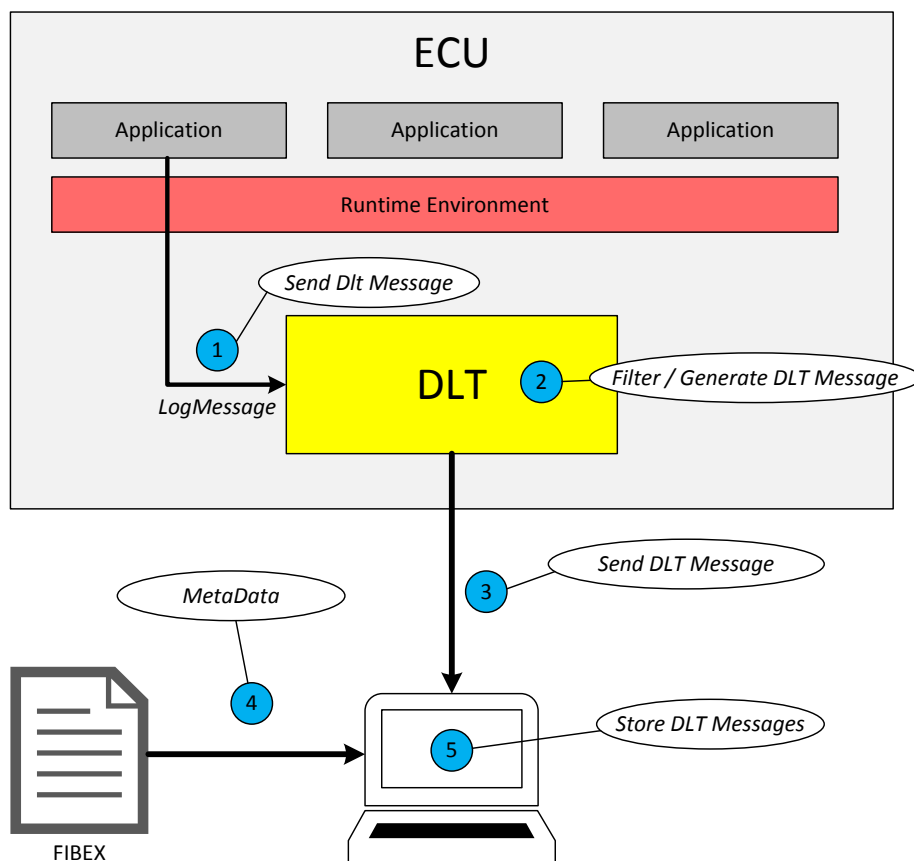 ECU
Application
Application
Application
Runtime Environment
Send Dlt Message
1
LogMessage
DLT
2
Filter / Generate DLT Message
Send DLT Message
3
MetaData
4
5
Store DLT Messages
FIBEX